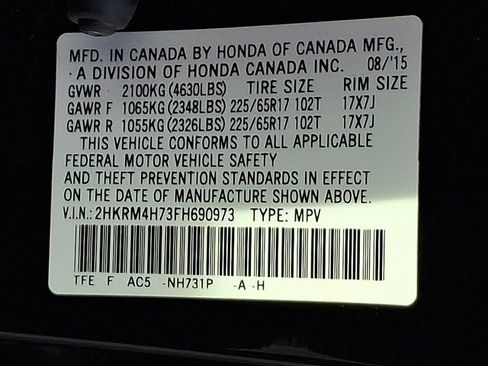 MFD. IN CANADA BY HONDA OF CANADA MFG.,
· A DIVISION OF HONDA CANADA INC. 08/'15
GVWR 2100KG(4630LBS) TIRE SIZE RIM SIZE
GAWR F 1065KG(2348LBS) 225/65R17 102T 17X7J
GAWR R 1055KG(2326LBS) 225/65R17 102T 17X7J
THIS VEHICLE CONFORMS TO ALL APPLICABLE
FEDERAL MOTOR VEHICLE SAFETY
AND THEFT PREVENTION STANDARDS IN EFFECT
ON THE DATE OF MANUFACTURE SHOWN ABOVE.
V.I.N.:2HKRM4H73FH690973 TYPE: MPV
TFE F AC5 -NH731P -A -H